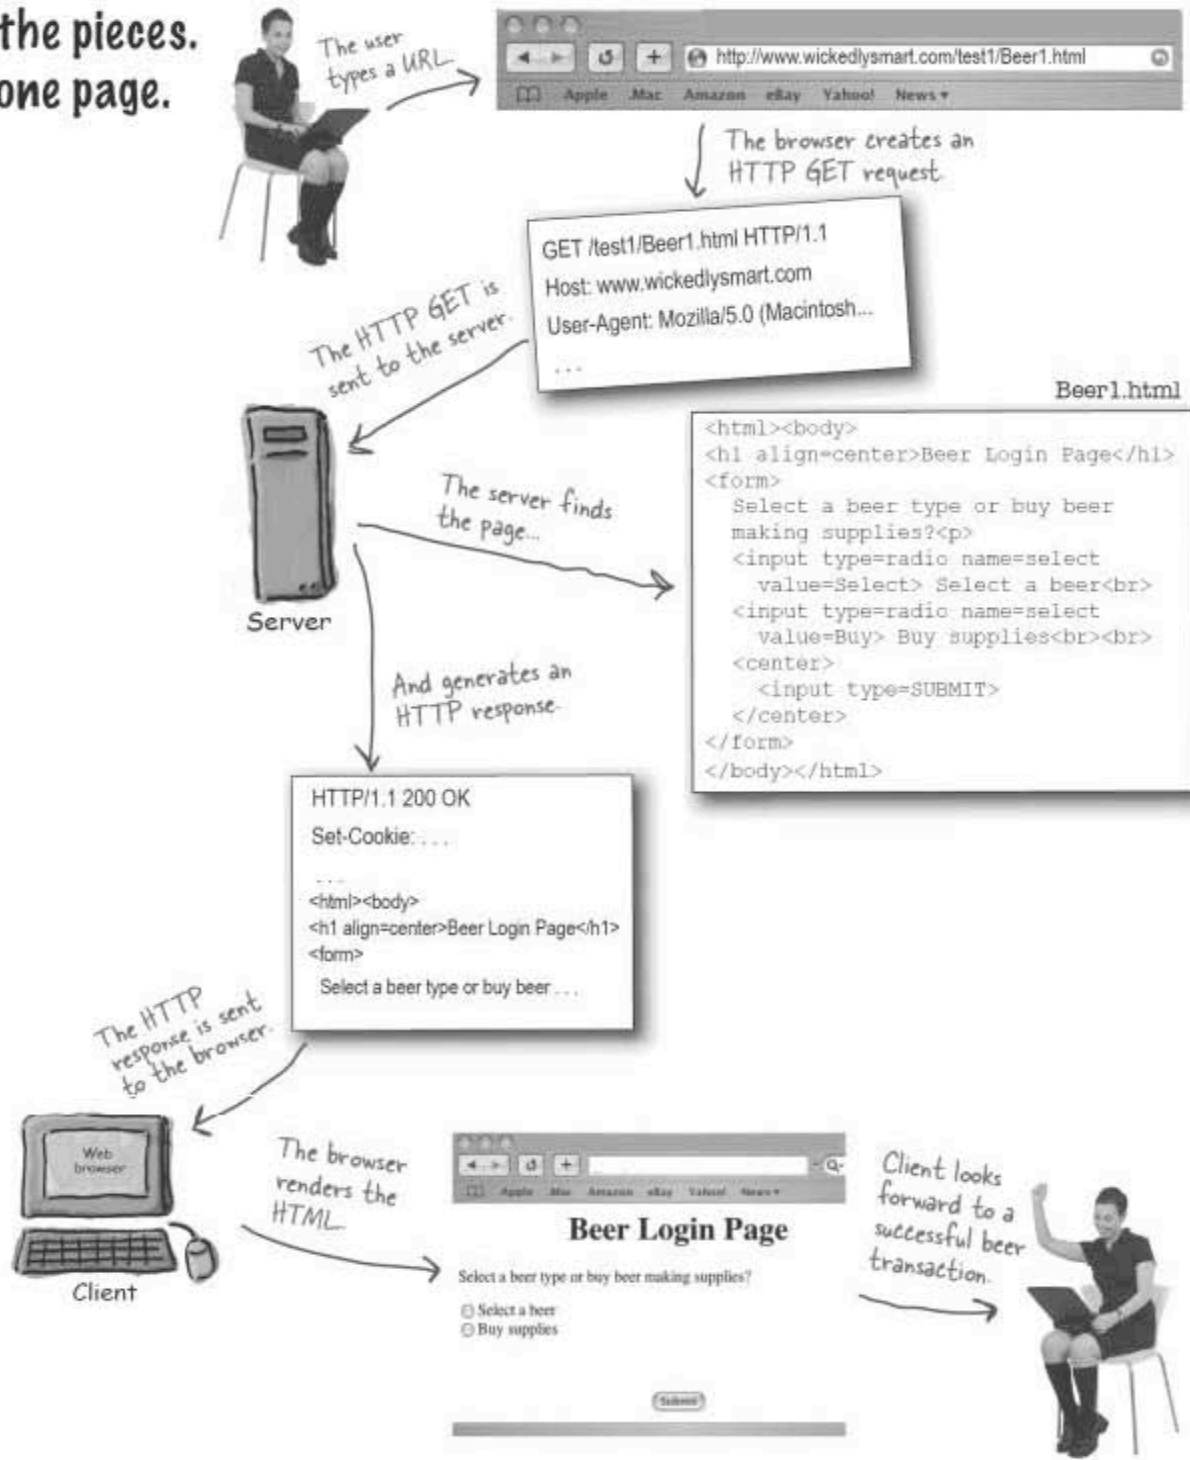 the pieces.
one page.
The user
types a URL.
http://www.wickedlysmart.com/test1/Beer1.html
Apple .Mac Amazon eBay Yahoo! News ▾
The browser creates an
HTTP GET request.
GET /test1/Beer1.html HTTP/1.1
Host: www.wickedlysmart.com
User-Agent: Mozilla/5.0 (Macintosh...
. . .
The HTTP GET is
sent to the server.
Server
The server finds
the page...
Beer1.html
<html><body>
<h1 align=center>Beer Login Page</h1>
<form>
Select a beer type or buy beer
making supplies?<p>
<input type=radio name=select
value=Select> Select a beer<br>
<input type=radio name=select
value=Buy> Buy supplies<br><br>
<center>
<input type=SUBMIT>
</center>
</form>
</body></html>
And generates an
HTTP response.
HTTP/1.1 200 OK
Set-Cookie: . . .
. . .
<html><body>
<h1 align=center>Beer Login Page</h1>
<form>
Select a beer type or buy beer . . .
The HTTP
response is sent
to the browser.
Web
browser
Client
The browser
renders the
HTML.
Apple Mac Amazon eBay Yahoo! News ▾
Beer Login Page
Select a beer type or buy beer making supplies?
Select a beer
Buy supplies
Submit
Client looks
forward to a
successful beer
transaction.